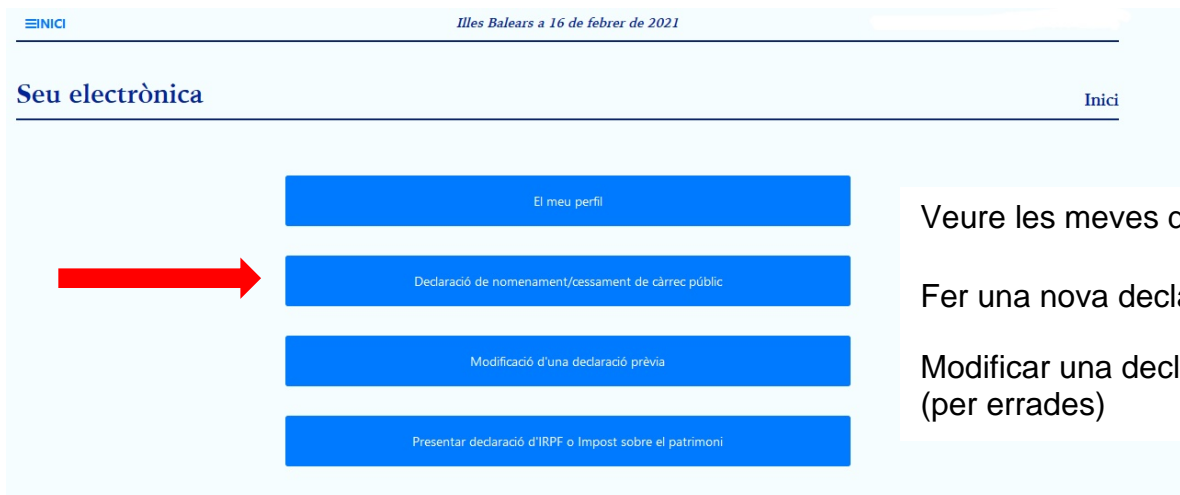 INICI
Illes Balears a 16 de febrer de 2021
Seu electrònica
Inici
El meu perfil
Veure les meves
Declaració de nomenament/cessament de càrrec públic
Fer una nova
Modificació d'una declaració prèvia
Modificar una
(per errades)
Presentar declaració d'IRPF o Impost sobre el patrimoni